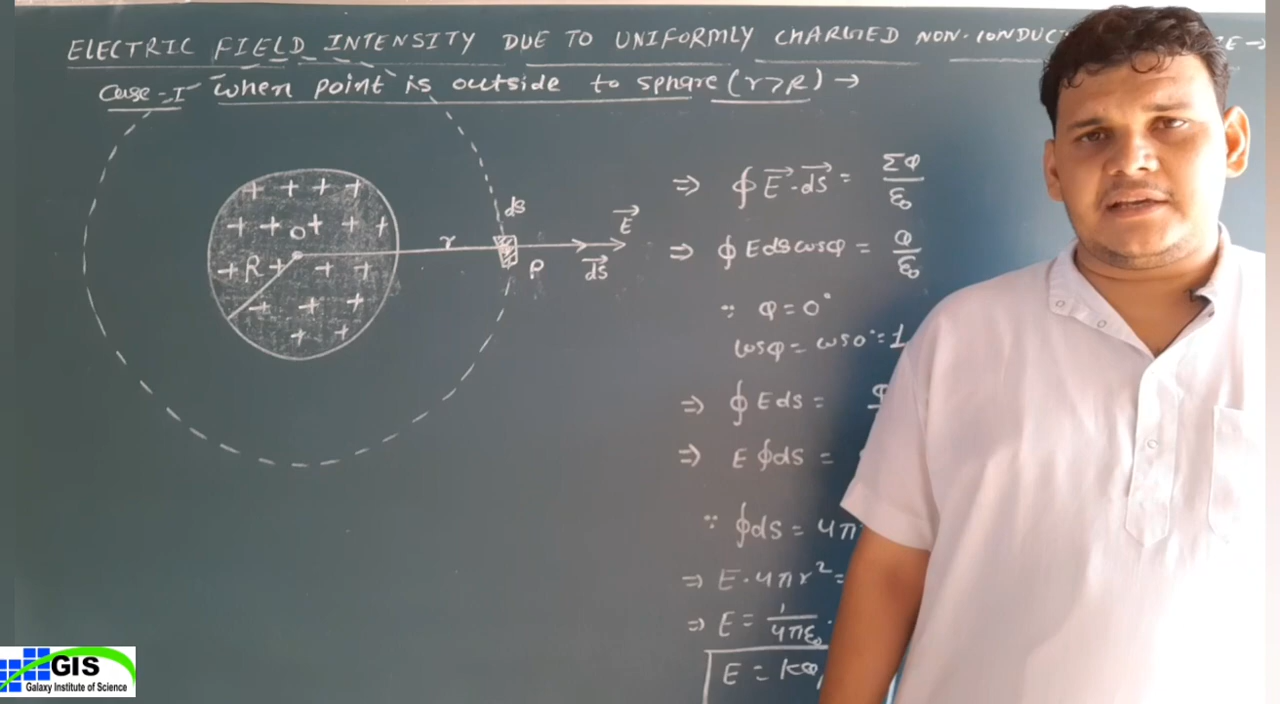 ELECTRIC FIELD INTENSITY DUE TO UNIFORMLY CHARGED NON-CONDUC
Case-I when point is outside to sphare (r>R) →
+ + + +
+ + O + + +
+ R + + +
+ + +
+ +
r
ds
P
E⃗
d⃗s
⇒ ∮ E⃗·d⃗s = ΣQ/ε₀
⇒ ∮ E ds cosφ = Q/ε₀
∵ φ = 0°
cosφ = cos0° = 1
⇒ ∮ E ds =
⇒ E ∮ ds =
∵ ∮ ds = 4π
⇒ E · 4πr² =
⇒ E = 1/4πε₀ ·
E = kQ
GIS
Galaxy Institute of Science